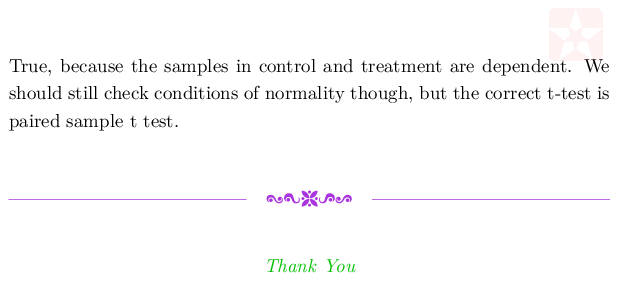 True, because the samples in control and treatment are dependent. We
should still check conditions of normality though, but the correct t-test is
paired sample t test.
Thank You